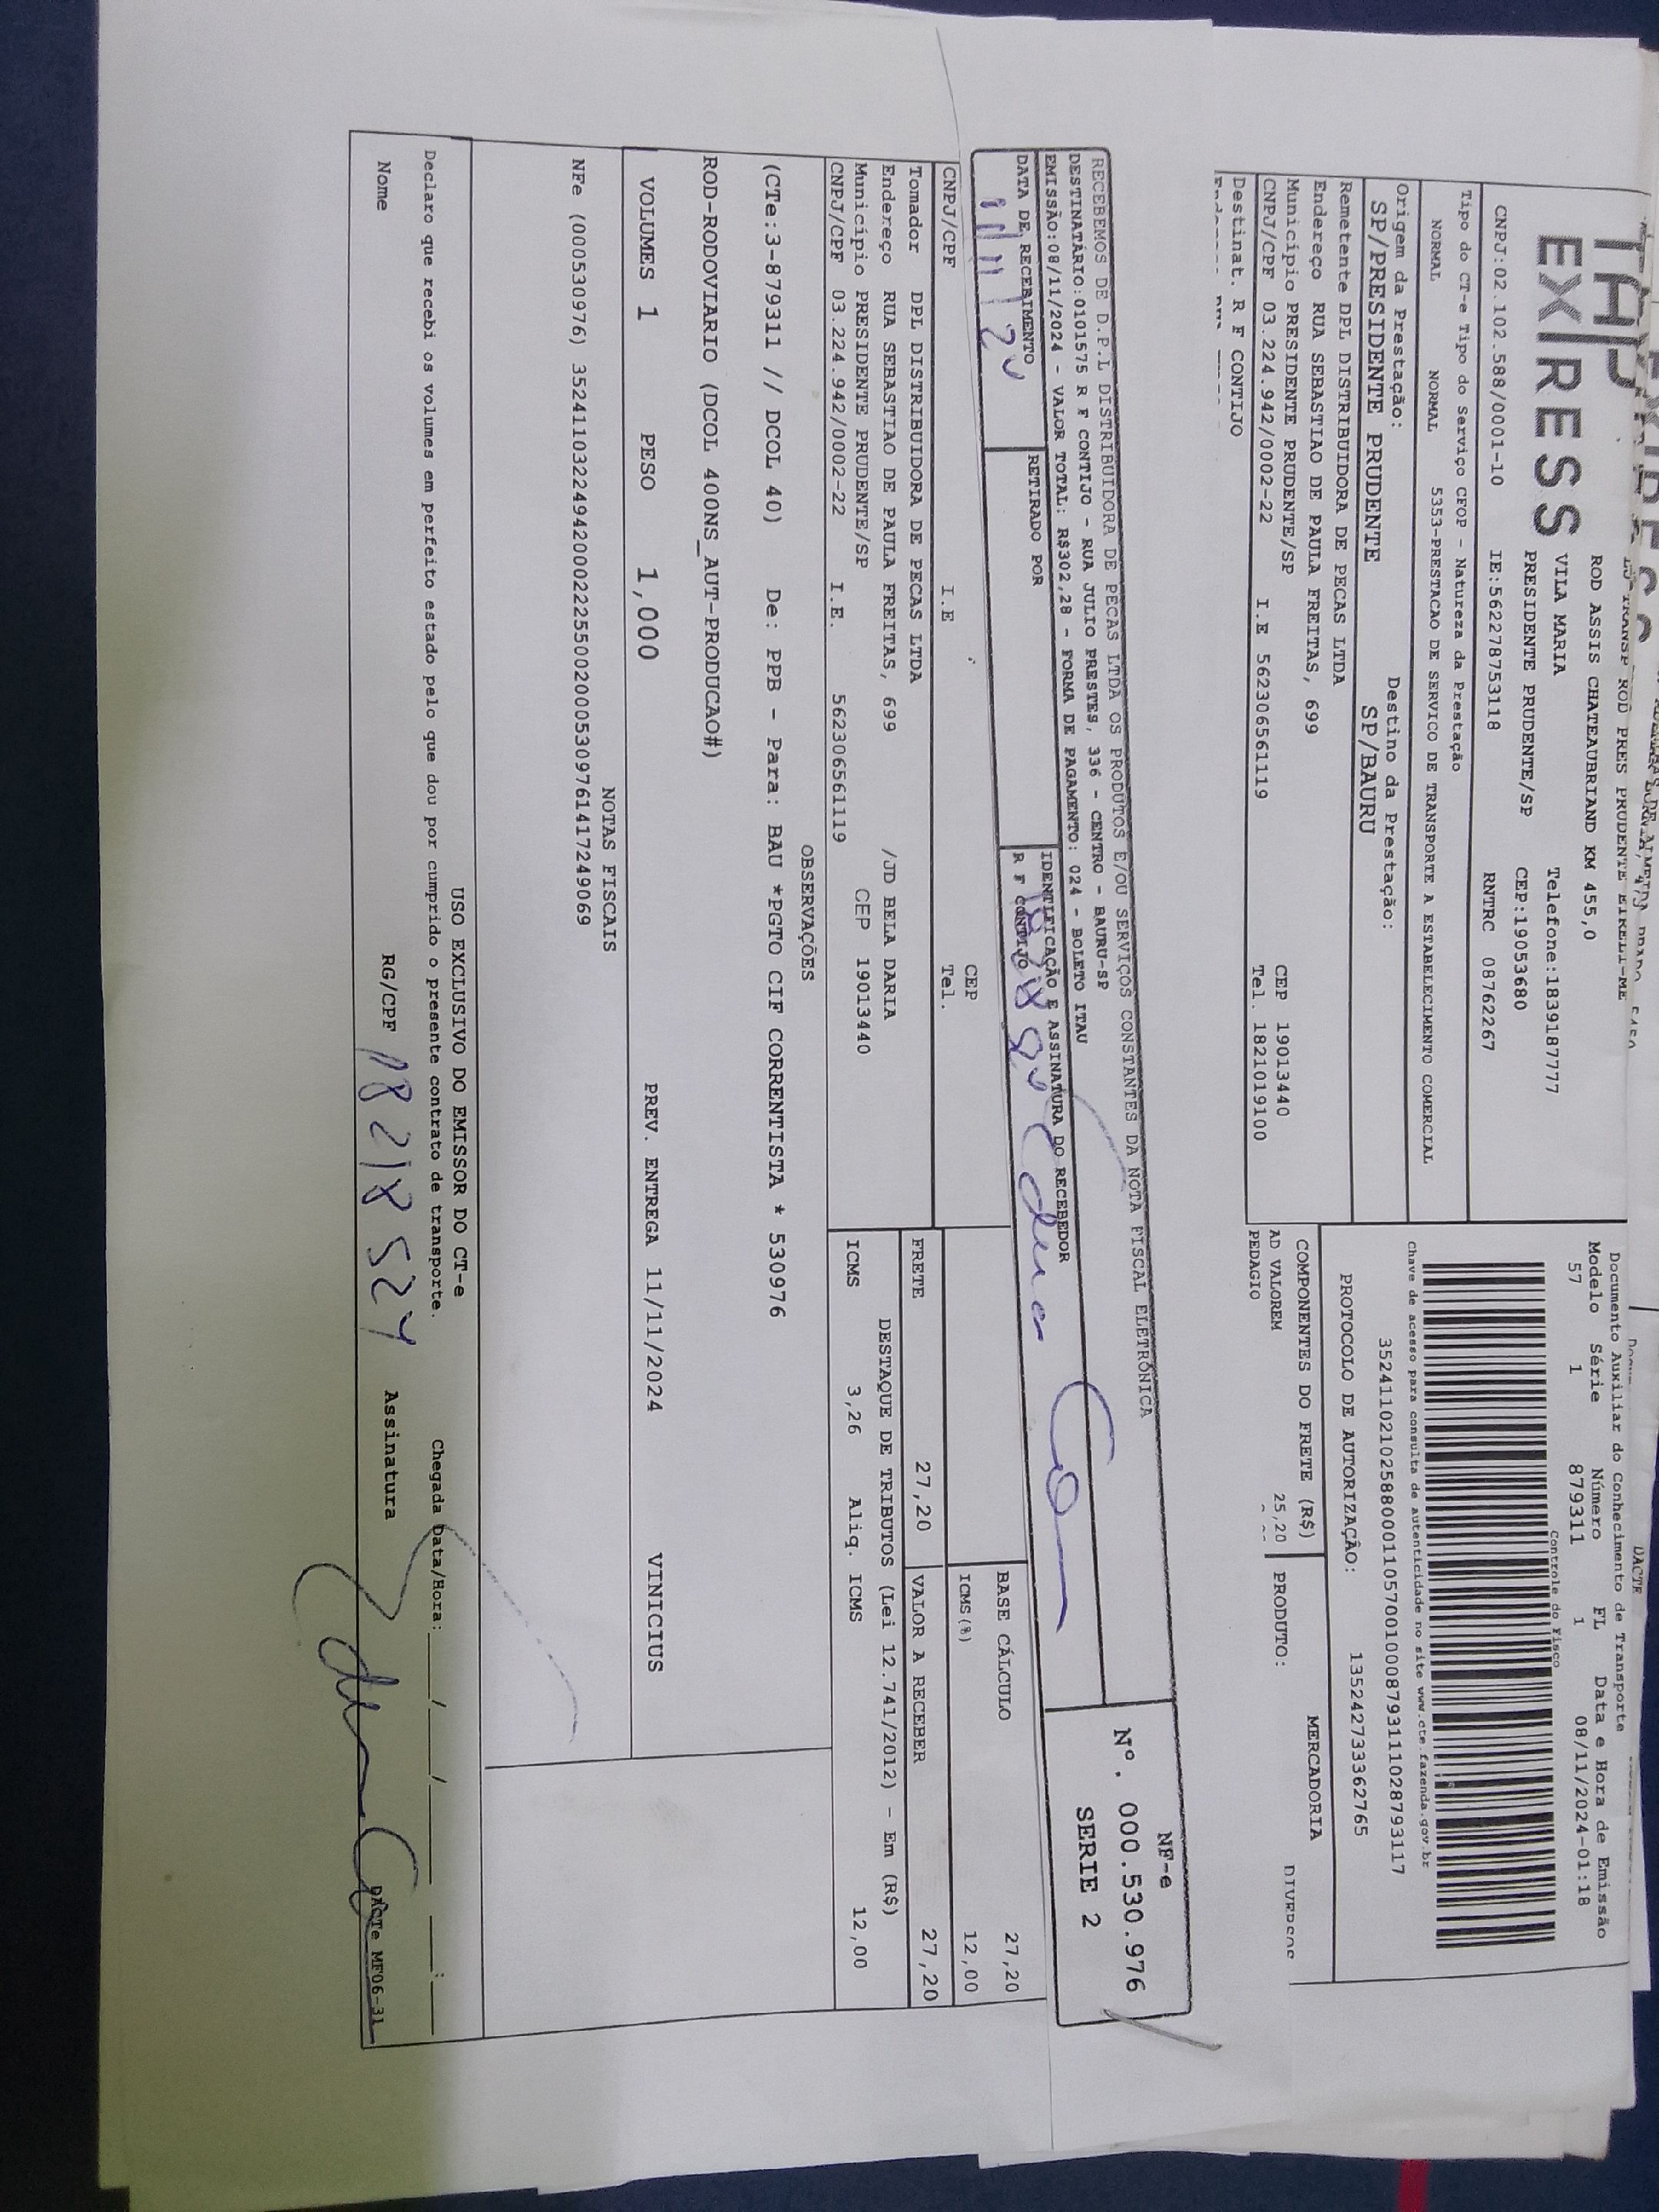 TAP
EXPRESS
ROD ASSIS CHATEAUBRIAND KM 455,0
VILA MARIA
Telefone:1839187777
PRESIDENTE PRUDENTE/SP
CEP:19053680
CNPJ:02.102.588/0001-10 IE:562278753118 RNTRC 08762267
DACTE
Documento Auxiliar do Conhecimento de Transporte
Modelo Série Número FL Data e Hora de Emissão
57 1 879311 1 08/11/2024-01:18
Controle do Fisco
Chave de acesso para consulta de autenticidade no site www.cte.fazenda.gov.br
35241102102588000110570010008793111028793117
PROTOCOLO DE AUTORIZAÇÃO: 135242733362765
Tipo do CT-e Tipo do Serviço CFOP - Natureza da Prestação
NORMAL NORMAL 5353-PRESTACAO DE SERVICO DE TRANSPORTE A ESTABELECIMENTO COMERCIAL
Origem da Prestação: Destino da Prestação:
SP/PRESIDENTE PRUDENTE SP/BAURU
Remetente DPL DISTRIBUIDORA DE PECAS LTDA
Endereço RUA SEBASTIAO DE PAULA FREITAS, 699
Município PRESIDENTE PRUDENTE/SP CEP 19013440
CNPJ/CPF 03.224.942/0002-22 I.E 562306561119 Tel. 1821019100
Destinat. R F CONTIJO
COMPONENTES DO FRETE (R$)
AD VALOREM 25,20
PEDAGIO
MERCADORIA
PRODUTO: DIVERSOS
RECEBEMOS DE D.P.L DISTRIBUIDORA DE PECAS LTDA OS PRODUTOS E/OU SERVIÇOS CONSTANTES DA NOTA FISCAL ELETRÔNICA
DESTINATÁRIO:0101575 R F CONTIJO - RUA JULIO PRESTES, 336 - CENTRO - BAURU-SP
EMISSÃO:08/11/2024 - VALOR TOTAL: R$302,28 - FORMA DE PAGAMENTO: 024 - BOLETO ITAU
DATA DE RECEBIMENTO RETIRADO POR IDENTIFICAÇÃO E ASSINATURA DO RECEBEDOR
R F CONTIJO
NF-e
Nº. 000.530.976
SERIE 2
CNPJ/CPF I.E CEP
Tel.
BASE CÁLCULO 27,20
ICMS(%) 12,00
Tomador DPL DISTRIBUIDORA DE PECAS LTDA
Endereço RUA SEBASTIAO DE PAULA FREITAS, 699 /JD BELA DARIA
Município PRESIDENTE PRUDENTE/SP CEP 19013440
CNPJ/CPF 03.224.942/0002-22 I.E. 562306561119
FRETE 27,20 VALOR A RECEBER 27,20
DESTAQUE DE TRIBUTOS (Lei 12.741/2012) - Em (R$)
ICMS 3,26 Aliq. ICMS 12,00
OBSERVAÇÕES
(CTe:3-879311 // DCOL 40) De: PPB - Para: BAU *PGTO CIF CORRENTISTA * 530976
ROD-RODOVIARIO (DCOL 400NS_AUT-PRODUCAO#)
VOLUMES 1 PESO 1,000 PREV. ENTREGA 11/11/2024 VINICIUS
NOTAS FISCAIS
NFe (000530976) 35241103224942000222550020005309761417249069
USO EXCLUSIVO DO EMISSOR DO CT-e
Declaro que recebi os volumes em perfeito estado pelo que dou por cumprido o presente contrato de transporte. Chegada Data/Hora:____/____/______ ____:____
Nome RG/CPF 18218524 Assinatura
DACTe MF06-31